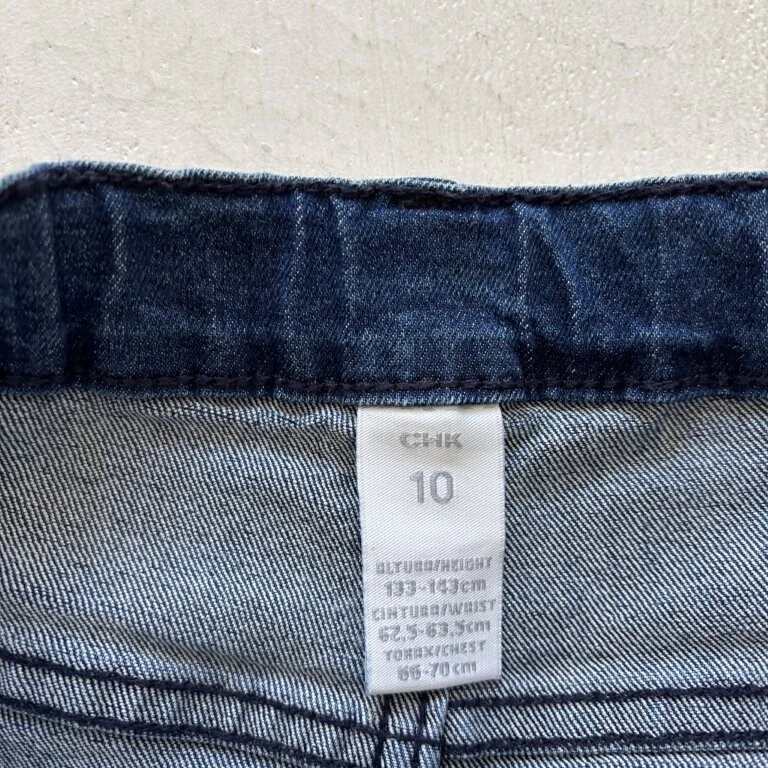 CHK
10
ALTURA/HEIGHT
133-143cm
CINTURA/WAIST
62,5-63,5cm
TORAX/CHEST
66-70cm